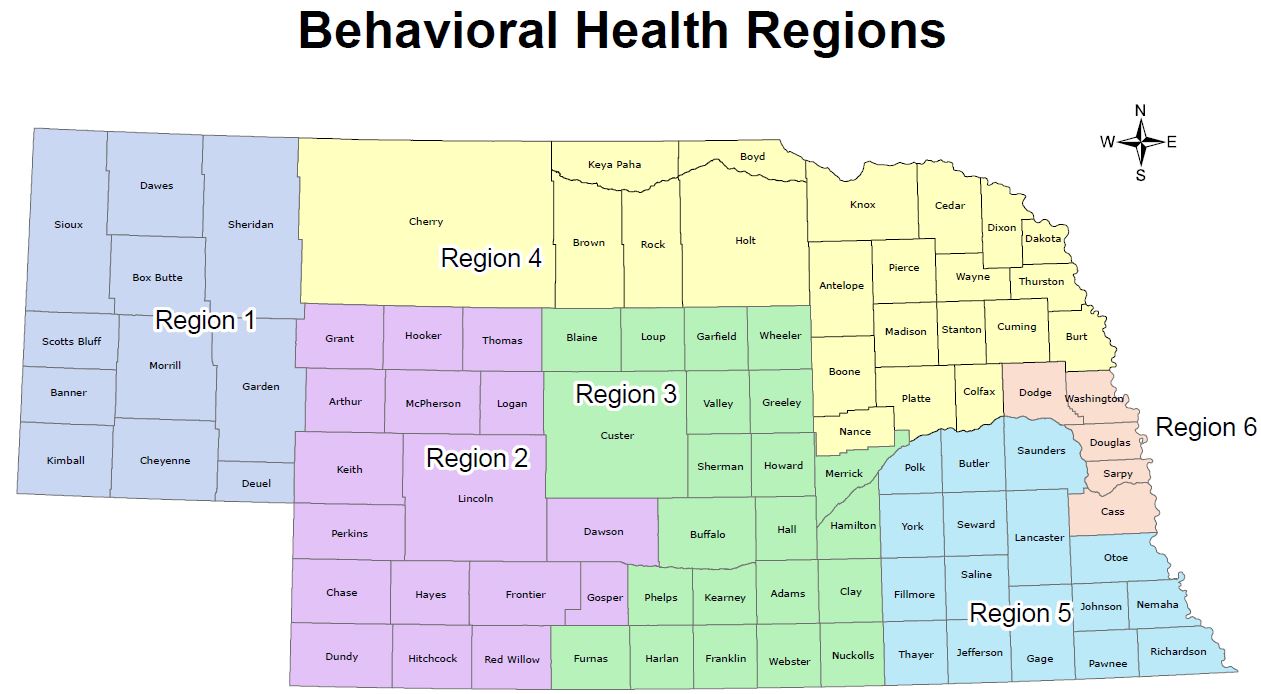 Behavioral Health Regions
N
W E
S
Keya Paha
Boyd
Dawes
Sioux
Sheridan
Cherry
Knox
Cedar
Dixon
Dakota
Brown
Rock
Holt
Region 4
Pierce
Wayne
Thurston
Box Butte
Antelope
Region 1
Scotts Bluff
Morrill
Grant
Hooker
Thomas
Blaine
Loup
Garfield
Wheeler
Madison
Stanton
Cuming
Burt
Banner
Garden
Arthur
McPherson
Logan
Region 3
Valley
Greeley
Boone
Platte
Colfax
Dodge
Washington
Region 6
Custer
Nance
Douglas
Kimball
Cheyenne
Deuel
Keith
Region 2
Lincoln
Sherman
Howard
Merrick
Polk
Butler
Saunders
Sarpy
Cass
Perkins
Dawson
Buffalo
Hall
Hamilton
York
Seward
Lancaster
Otoe
Chase
Hayes
Frontier
Gosper
Phelps
Kearney
Adams
Clay
Fillmore
Saline
Region 5
Johnson
Nemaha
Dundy
Hitchcock
Red Willow
Furnas
Harlan
Franklin
Webster
Nuckolls
Thayer
Jefferson
Gage
Pawnee
Richardson